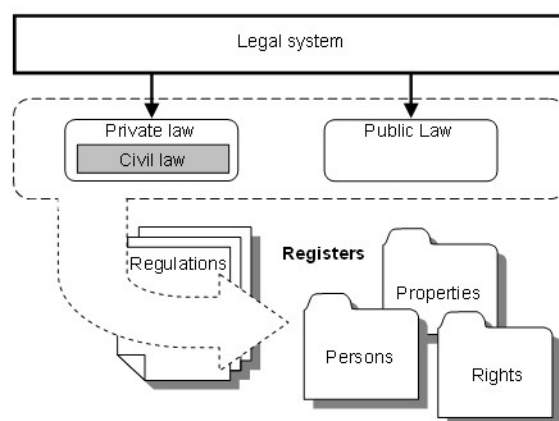 Legal system
Private law
Public Law
Civil law
Regulations
Registers
Properties
Persons
Rights